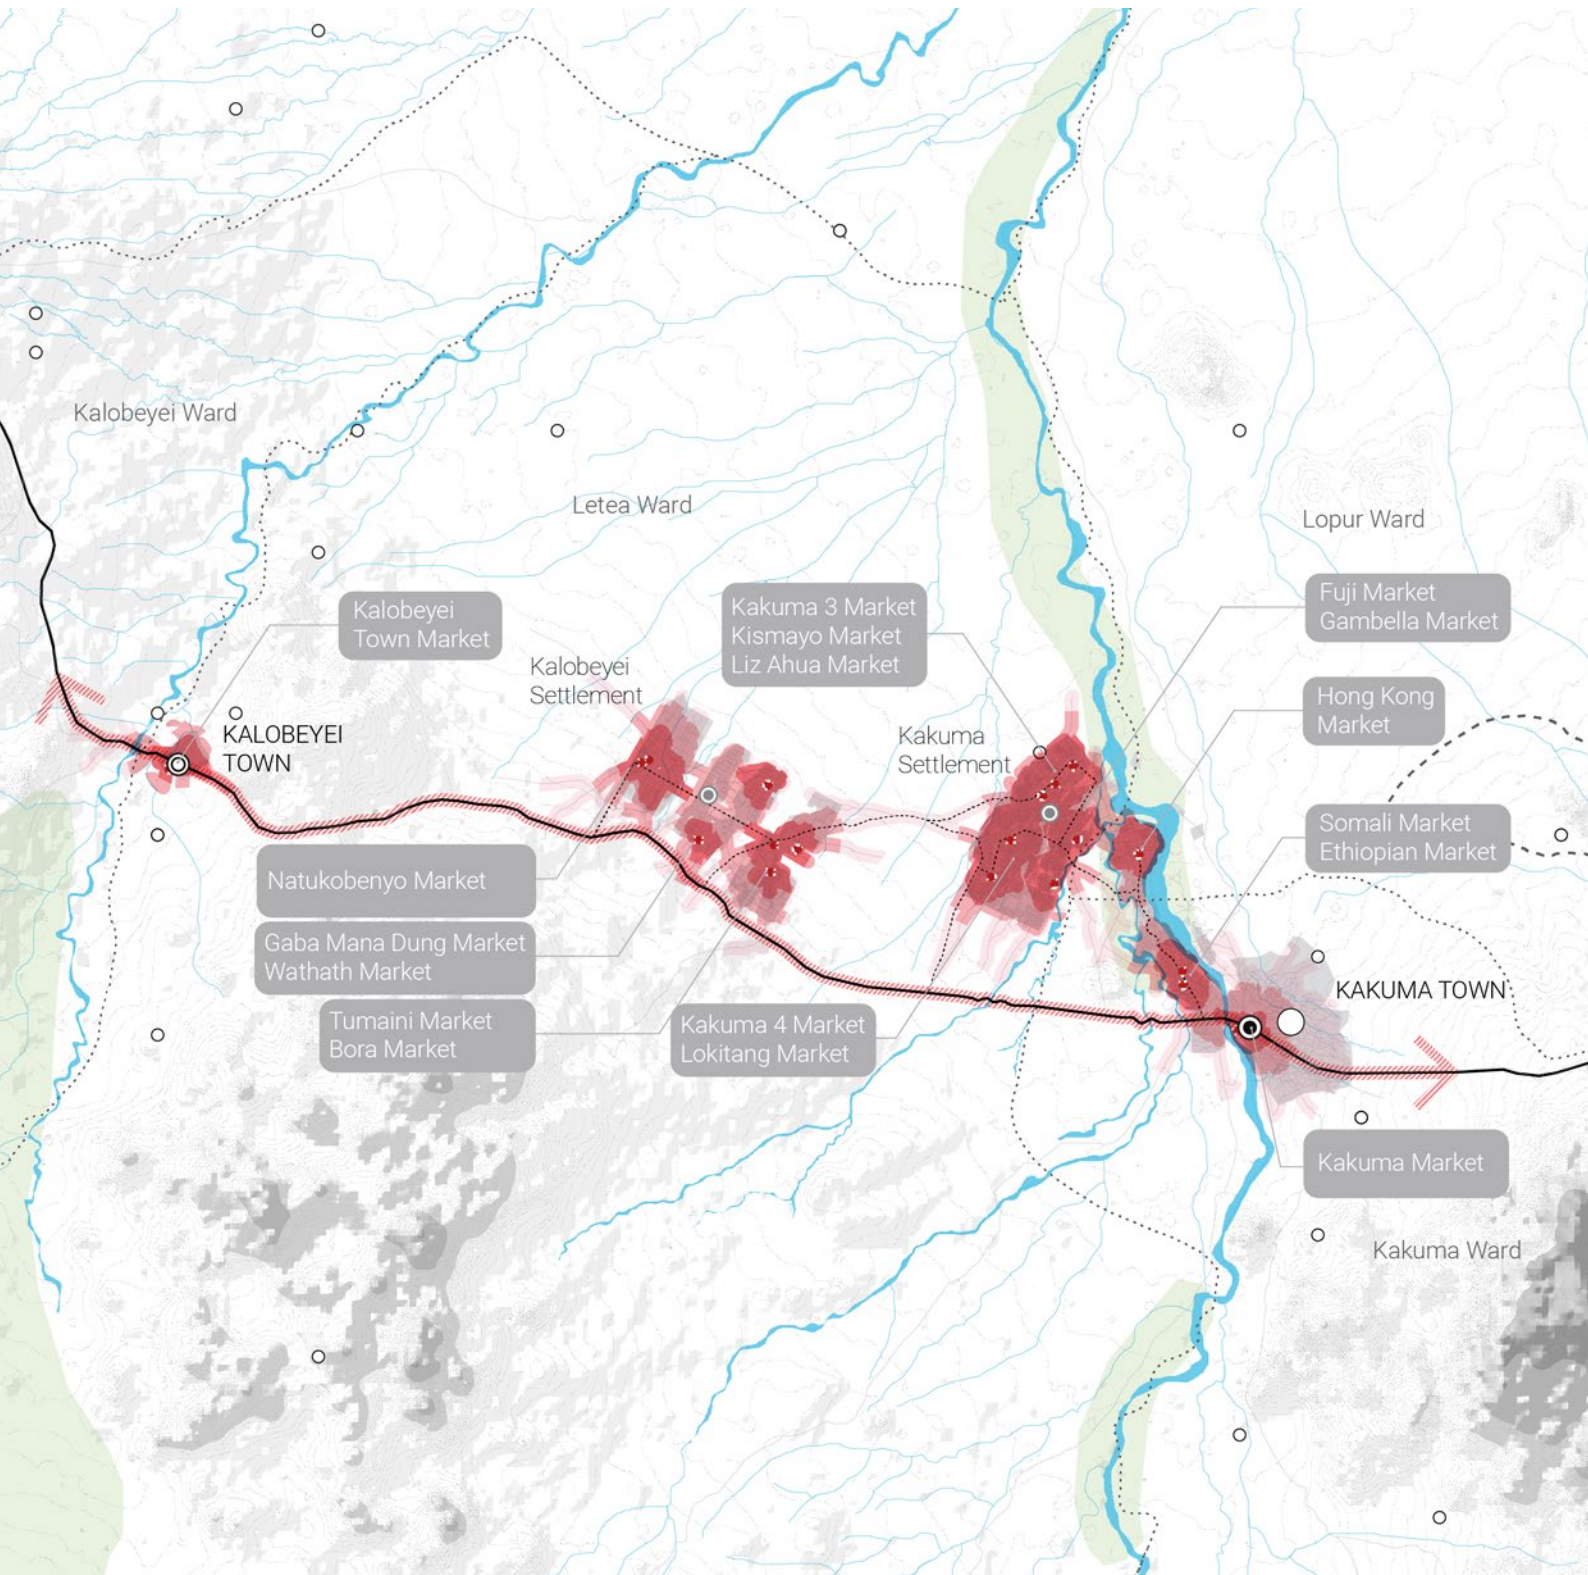 Kalobeyei Ward
Letea Ward
Lopur Ward
Kalobeyei
Town Market
Kakuma 3 Market
Kismayo Market
Liz Ahua Market
Fuji Market
Gambella Market
Kalobeyei
Settlement
Hong Kong
Market
KALOBEYEI
TOWN
Kakuma
Settlement
Somali Market
Ethiopian Market
Natukobenyo Market
Gaba Mana Dung Market
Wathath Market
KAKUMA TOWN
Tumaini Market
Bora Market
Kakuma 4 Market
Lokitang Market
Kakuma Market
Kakuma Ward